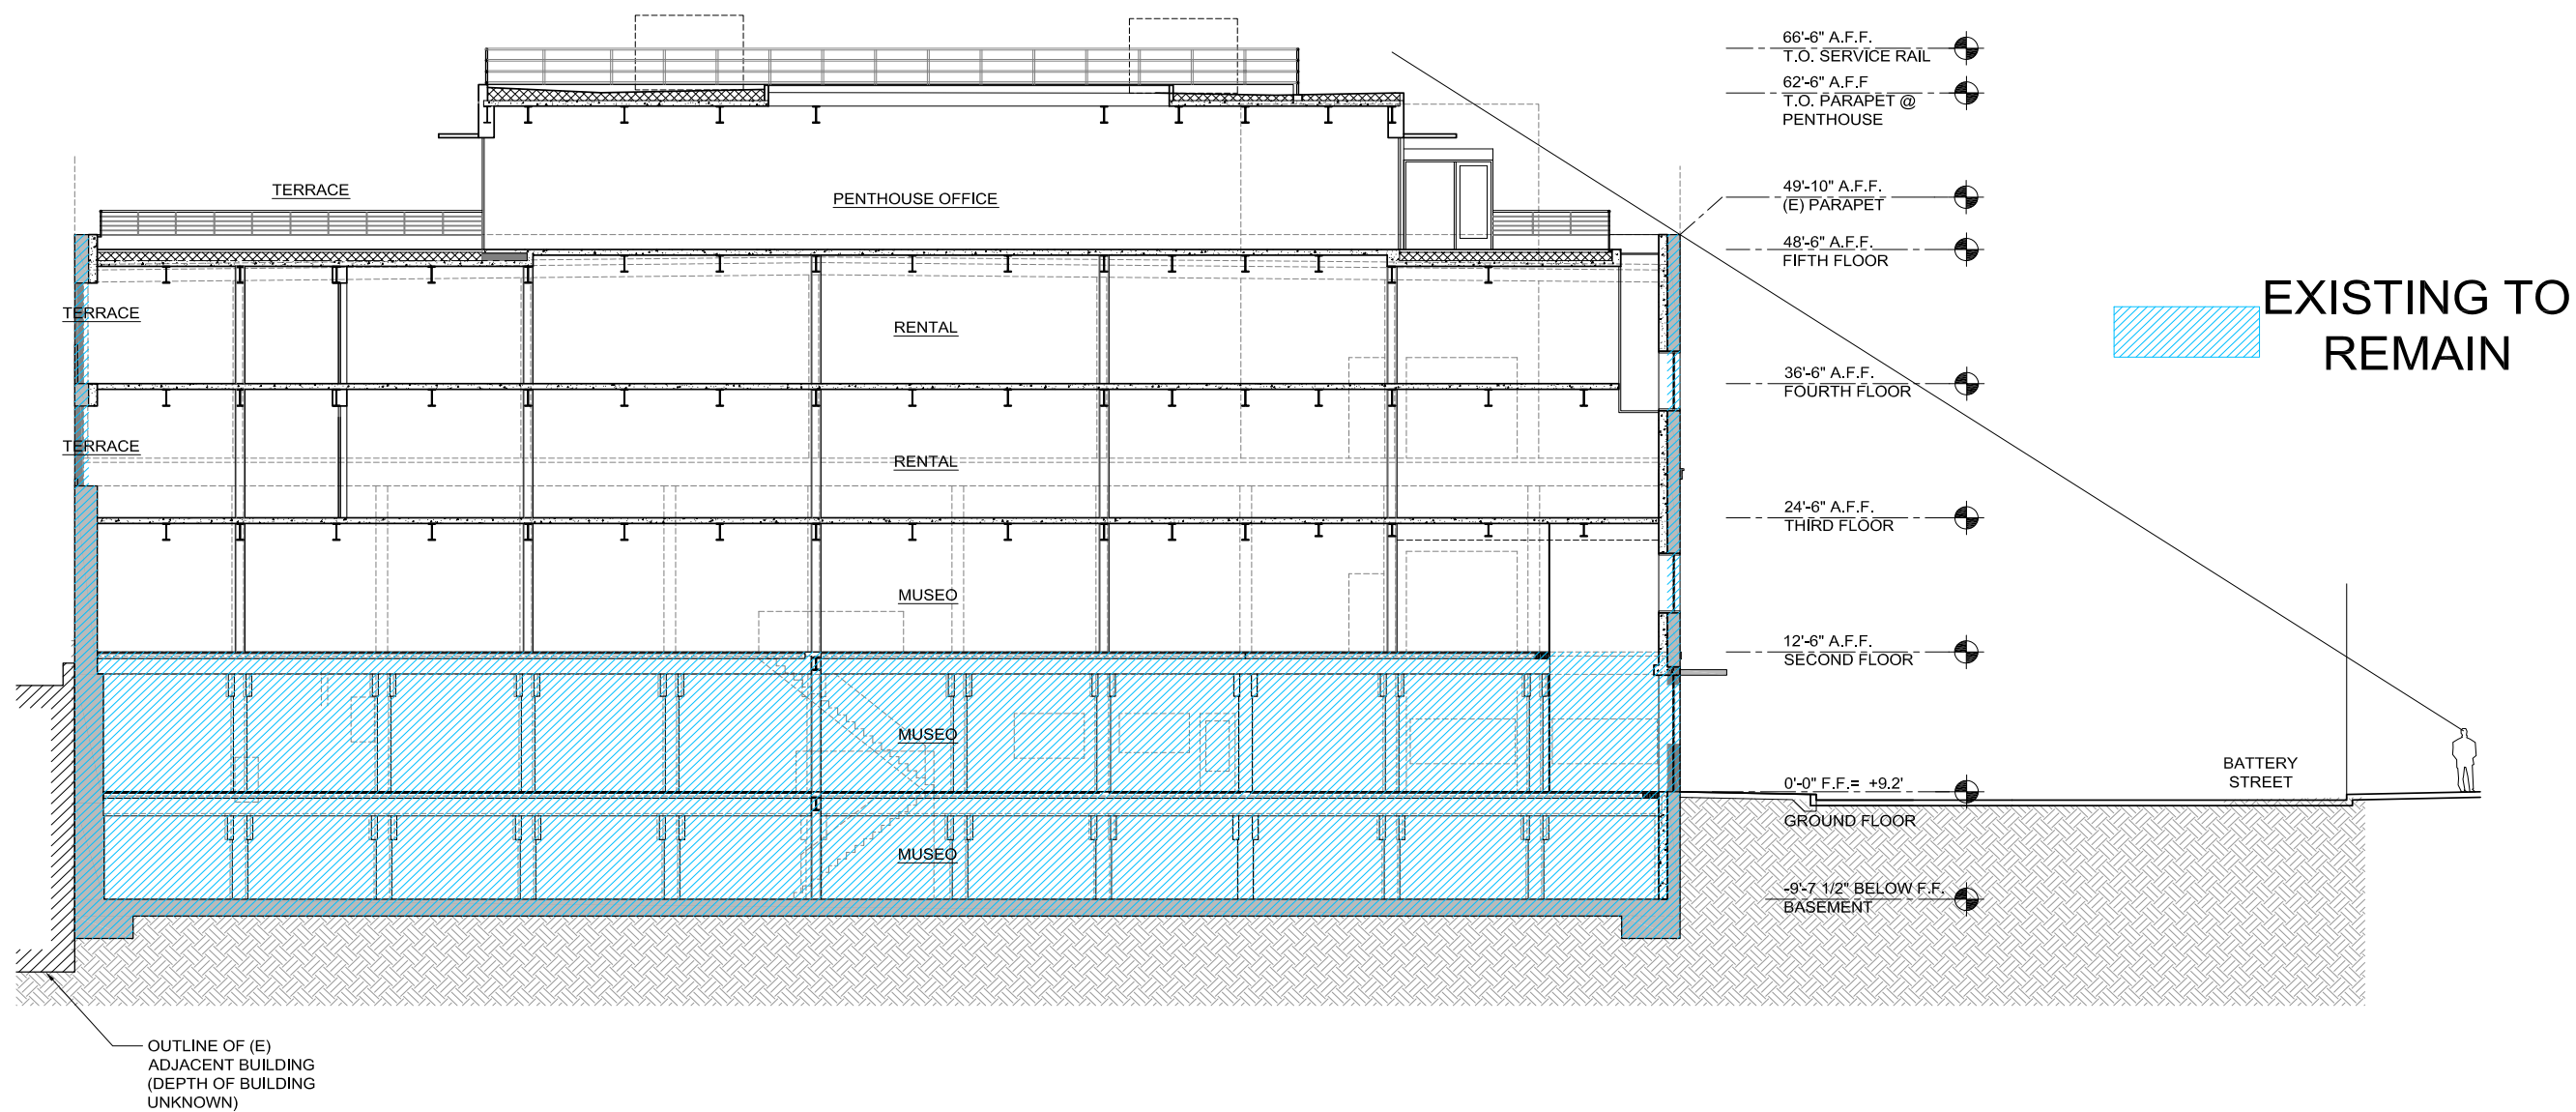 66'-6" A.F.F.
T.O. SERVICE RAIL
62'-6" A.F.F
T.O. PARAPET @
PENTHOUSE
TERRACE
PENTHOUSE OFFICE
49'-10" A.F.F.
(E) PARAPET
48'-6" A.F.F.
FIFTH FLOOR
EXISTING TO
REMAIN
TERRACE
RENTAL
36'-6" A.F.F.
FOURTH FLOOR
TERRACE
RENTAL
24'-6" A.F.F.
THIRD FLOOR
MUSEO
12'-6" A.F.F.
SECOND FLOOR
MUSEO
BATTERY
STREET
0'-0" F.F.= +9.2'
GROUND FLOOR
MUSEO
-9'-7 1/2" BELOW F.F.
BASEMENT
OUTLINE OF (E)
ADJACENT BUILDING
(DEPTH OF BUILDING
UNKNOWN)